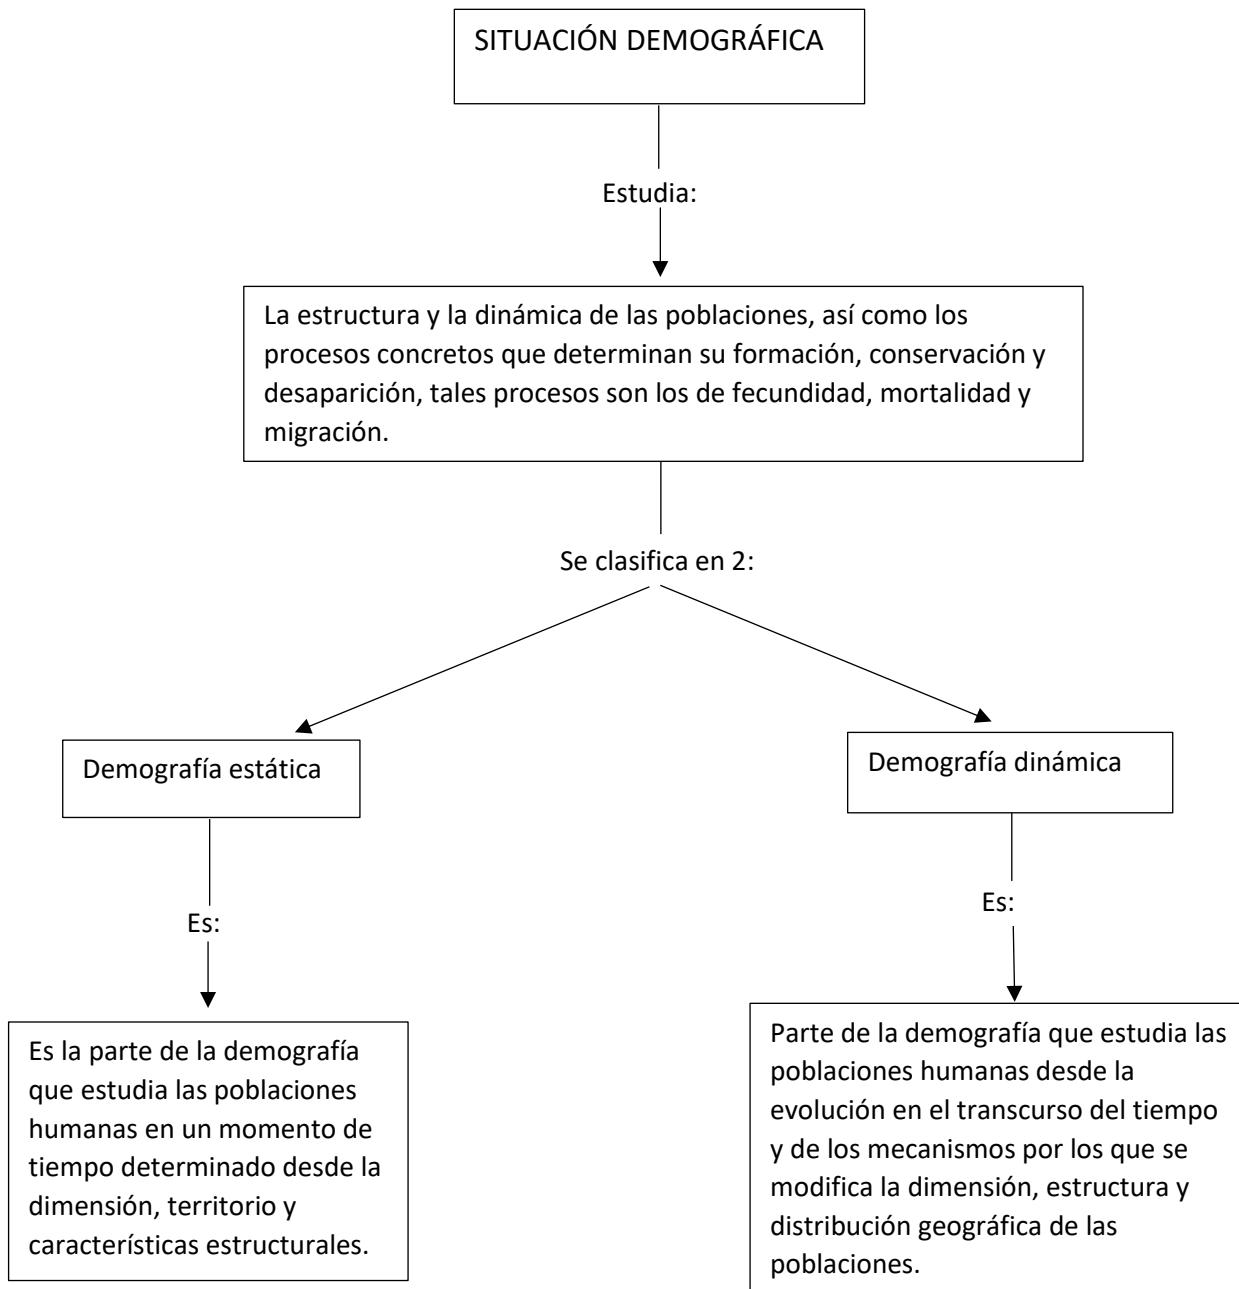 SITUACIÓN DEMOGRÁFICA
Estudia:
La estructura y la dinámica de las poblaciones, así como los
procesos concretos que determinan su formación, conservación y
desaparición, tales procesos son los de fecundidad, mortalidad y
migración.
Se clasifica en 2:
Demografía estática
Demografía dinámica
Es:
Es:
Es la parte de la demografía
que estudia las poblaciones
humanas en un momento de
tiempo determinado desde la
dimensión, territorio y
características estructurales.
Parte de la demografía que estudia las
poblaciones humanas desde la
evolución en el transcurso del tiempo
y de los mecanismos por los que se
modifica la dimensión, estructura y
distribución geográfica de las
poblaciones.